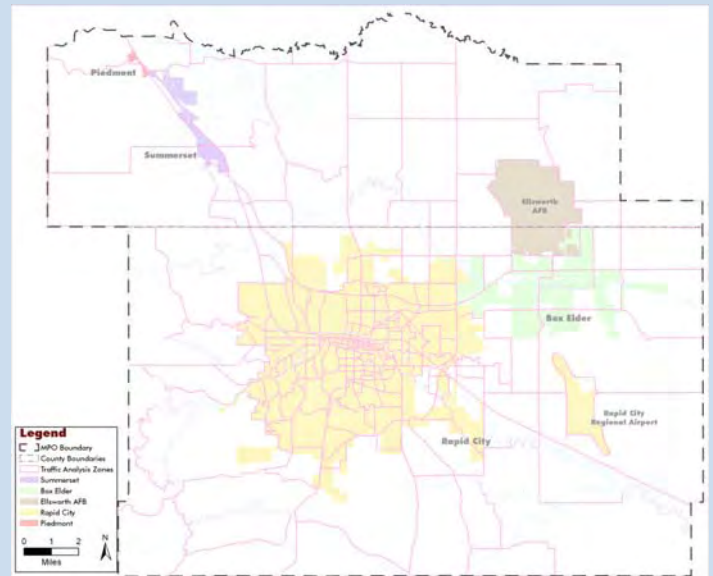 Piedmont
Summerset
Ellsworth
AFB
Box Elder
Rapid City
Regional Airport
Rapid City
Legend
MPO Boundary
County Boundaries
Traffic Analysis Zones
Summerset
Box Elder
Ellsworth AFB
Rapid City
Piedmont
0 1 2
Miles
N